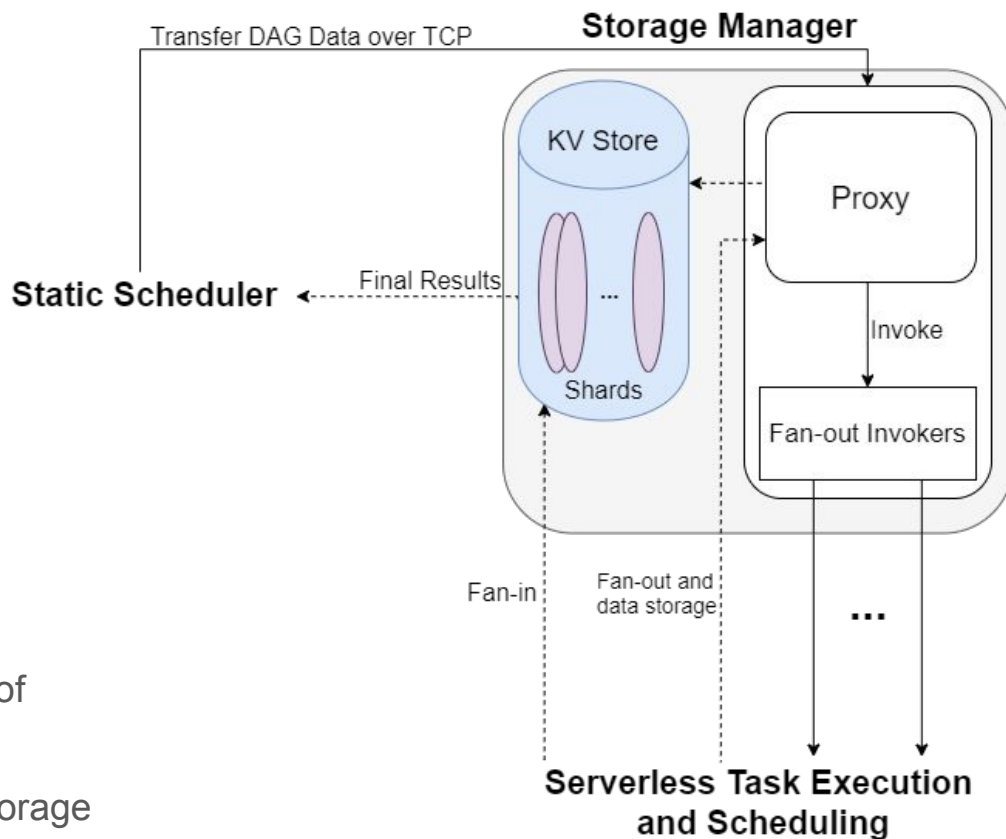 Storage Manager
Transfer DAG Data over TCP
KV Store
Proxy
Static Scheduler
Final Results
...
Invoke
Shards
Fan-out Invokers
Fan-in
Fan-out and
data storage
...
of
orage
Serverless Task Execution
and Scheduling